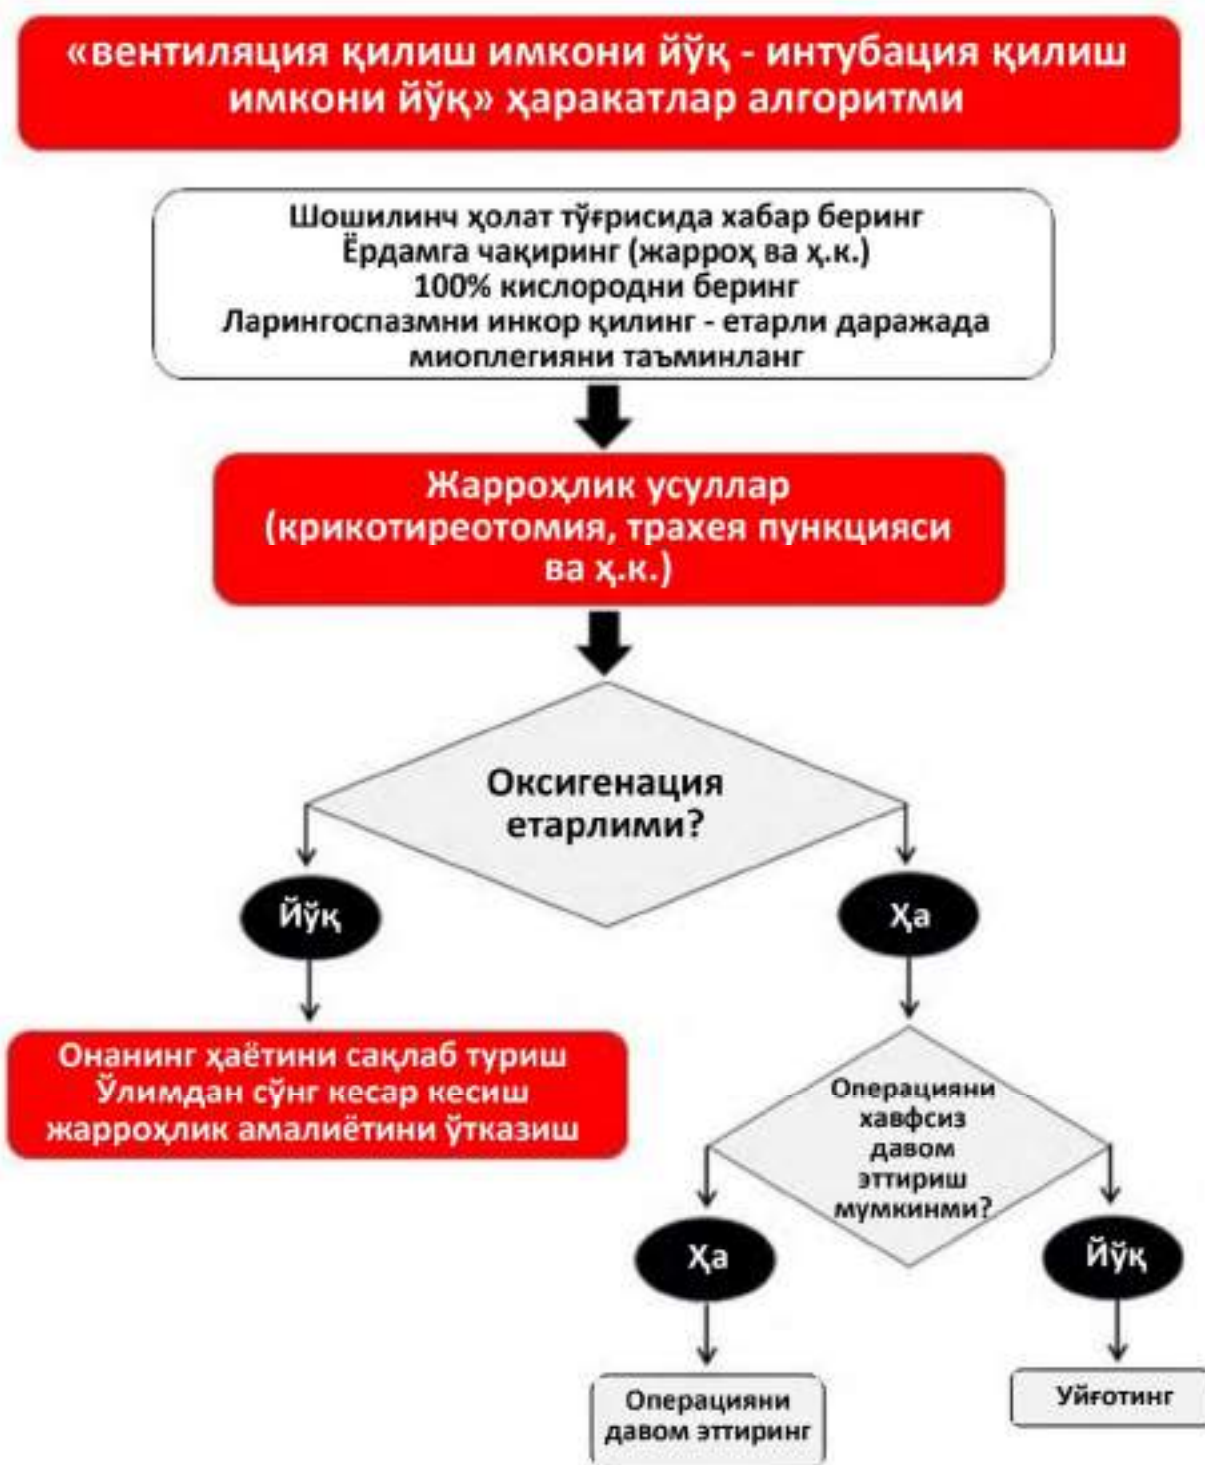 «вентиляция қилиш имкони йўқ - интубация қилиш
имкони йўқ» ҳаракатлар алгоритми
Шошилинч ҳолат тўғрисида хабар беринг
Ёрдамга чақиринг (жарроҳ ва ҳ.к.)
100% кислородни беринг
Ларингоспазмни инкор қилинг - етарли даражада
миоплегияни таъминланг
Жарроҳлик усуллар
(крикотиреотомия, трахея пункцияси
ва ҳ.к.)
Оксигенация
етарлими?
Йўқ
Ҳа
Онанинг ҳаётини сақлаб туриш
Ўлимдан сўнг кесар кесиш
жарроҳлик амалиётини ўтказиш
Операцияни
хавфсиз
давом
эттириш
мумкинми?
Ҳа
Йўқ
Операцияни
давом эттиринг
Уйғотинг